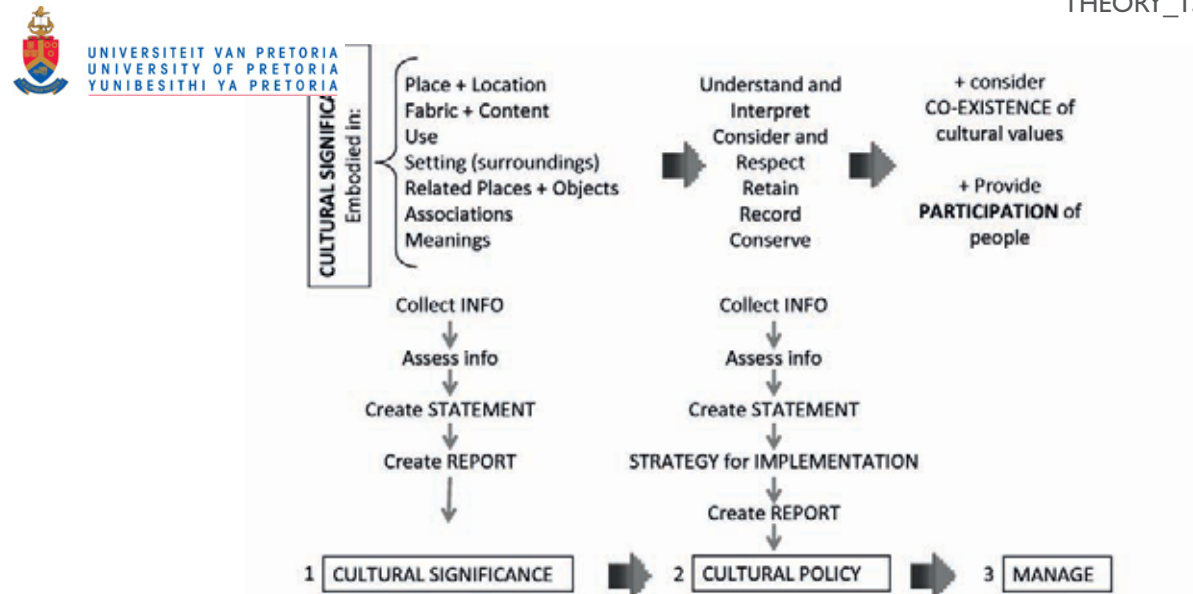 THEORY_1
UNIVERSITEIT VAN PRETORIA
UNIVERSITY OF PRETORIA
YUNIBESITHI YA PRETORIA
CULTURAL SIGNIFICA
Embodied in:
Place + Location
Fabric + Content
Use
Setting (surroundings)
Related Places + Objects
Associations
Meanings
Understand and
Interpret
Consider and
Respect
Retain
Record
Conserve
+ consider
CO-EXISTENCE of
cultural values
+ Provide
PARTICIPATION of
people
Collect INFO
Assess info
Create STATEMENT
Create REPORT
Collect INFO
Assess info
Create STATEMENT
STRATEGY for IMPLEMENTATION
Create REPORT
1 CULTURAL SIGNIFICANCE
2 CULTURAL POLICY
3 MANAGE